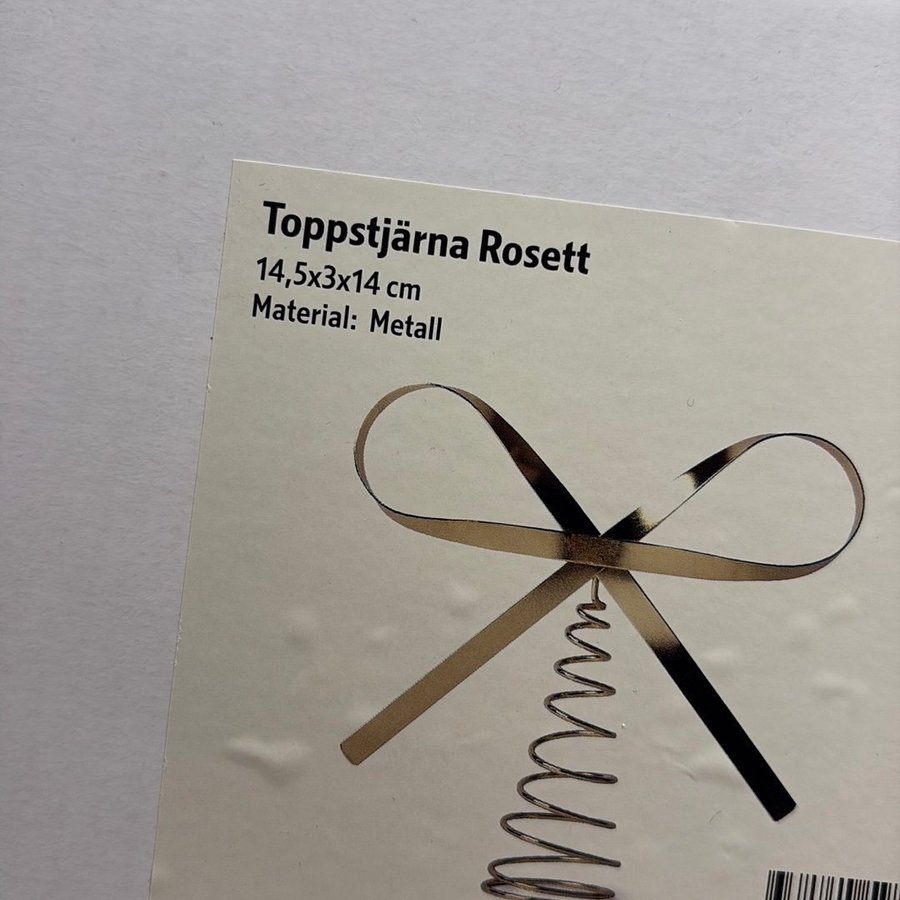 Toppstjärna Rosett
14,5x3x14 cm
Material: Metall